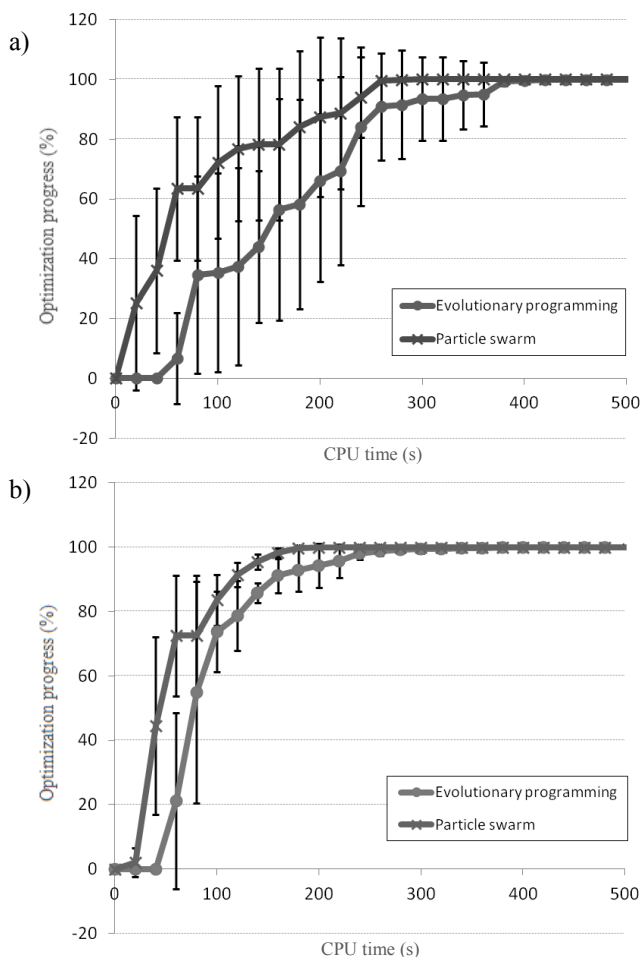 a)
120
100
80
60
40
20
0
-20
Optimization progress (%)
0 100 200 300 400 500
CPU time (s)
Evolutionary programming
Particle swarm
b)
120
100
80
60
40
20
0
-20
Optimization progress (%)
0 100 200 300 400 500
CPU time (s)
Evolutionary programming
Particle swarm